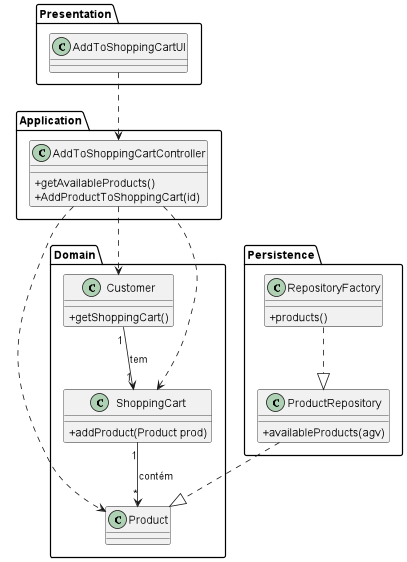 Presentation
C AddToShoppingCartUI
Application
C AddToShoppingCartController
+getAvailableProducts()
+AddProductToShoppingCart(id)
Domain
Persistence
C Customer
+getShoppingCart()
C RepositoryFactory
+products()
1
tem
1
C ShoppingCart
+addProduct(Product prod)
C ProductRepository
+availableProducts(agv)
1
contém
*
C Product